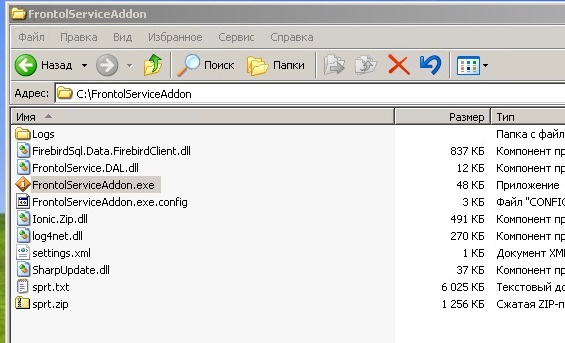 FrontolServiceAddon
Файл Правка Вид Избранное Сервис Справка
Назад Поиск Папки
Адрес: C:\FrontolServiceAddon
Имя Размер Тип
Logs Папка с файл
FirebirdSql.Data.FirebirdClient.dll 837 КБ Компонент пр
FrontolService.DAL.dll 12 КБ Компонент пр
FrontolServiceAddon.exe 48 КБ Приложение
FrontolServiceAddon.exe.config 3 КБ Файл "CONFIG
Ionic.Zip.dll 491 КБ Компонент пр
log4net.dll 270 КБ Компонент пр
settings.xml 1 КБ Документ XM
SharpUpdate.dll 37 КБ Компонент пр
sprt.txt 6 025 КБ Текстовый до
sprt.zip 1 256 КБ Сжатая ZIP-п